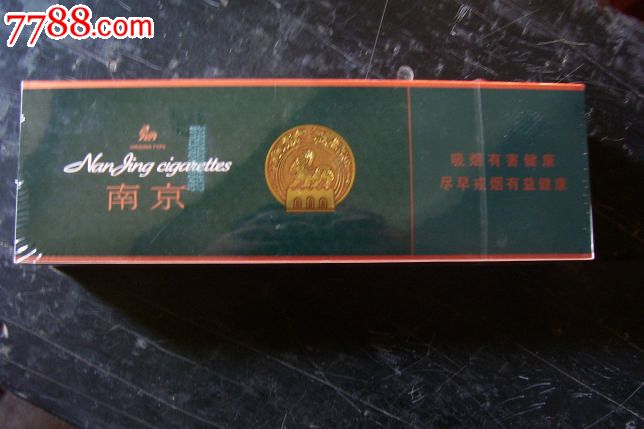 7788.com
VIRGINIA TYPE
NanJing cigarettes
南京
吸烟有害健康
尽早戒烟有益健康